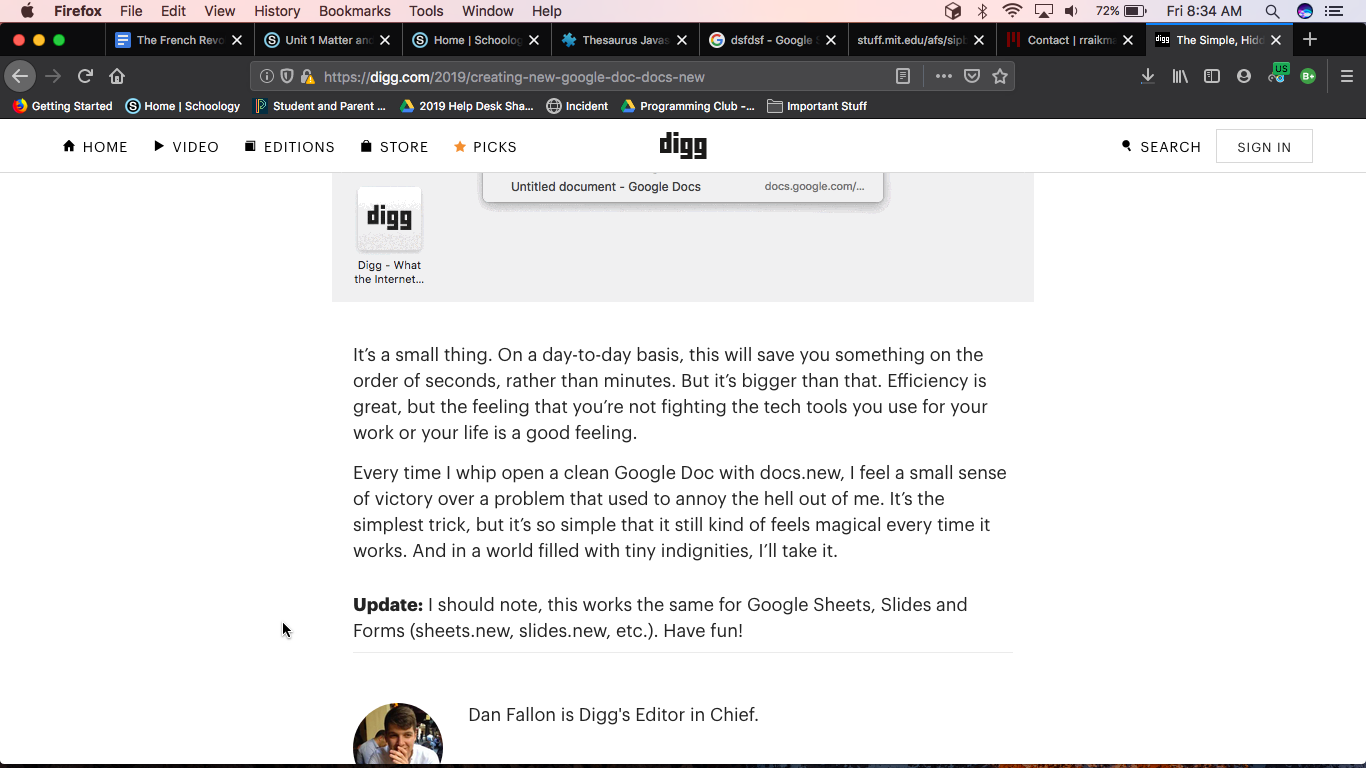 Firefox File Edit View History Bookmarks Tools Window Help 72% Fri 8:34 AM
The French Revo Unit 1 Matter and Home | Schoolog Thesaurus Javas dsfdsf - Google S stuff.mit.edu/afs/sipb Contact | rraikma The Simple, Hidd
https://digg.com/2019/creating-new-google-doc-docs-new US B+
Getting Started Home | Schoology Student and Parent ... 2019 Help Desk Sha... Incident Programming Club -... Important Stuff
HOME VIDEO EDITIONS STORE PICKS digg SEARCH SIGN IN
Untitled document - Google Docs docs.google.com/...
digg
Digg - What
the Internet...
It's a small thing. On a day-to-day basis, this will save you something on the
order of seconds, rather than minutes. But it's bigger than that. Efficiency is
great, but the feeling that you're not fighting the tech tools you use for your
work or your life is a good feeling.
Every time I whip open a clean Google Doc with docs.new, I feel a small sense
of victory over a problem that used to annoy the hell out of me. It's the
simplest trick, but it's so simple that it still kind of feels magical every time it
works. And in a world filled with tiny indignities, I'll take it.
Update: I should note, this works the same for Google Sheets, Slides and
Forms (sheets.new, slides.new, etc.). Have fun!
Dan Fallon is Digg's Editor in Chief.